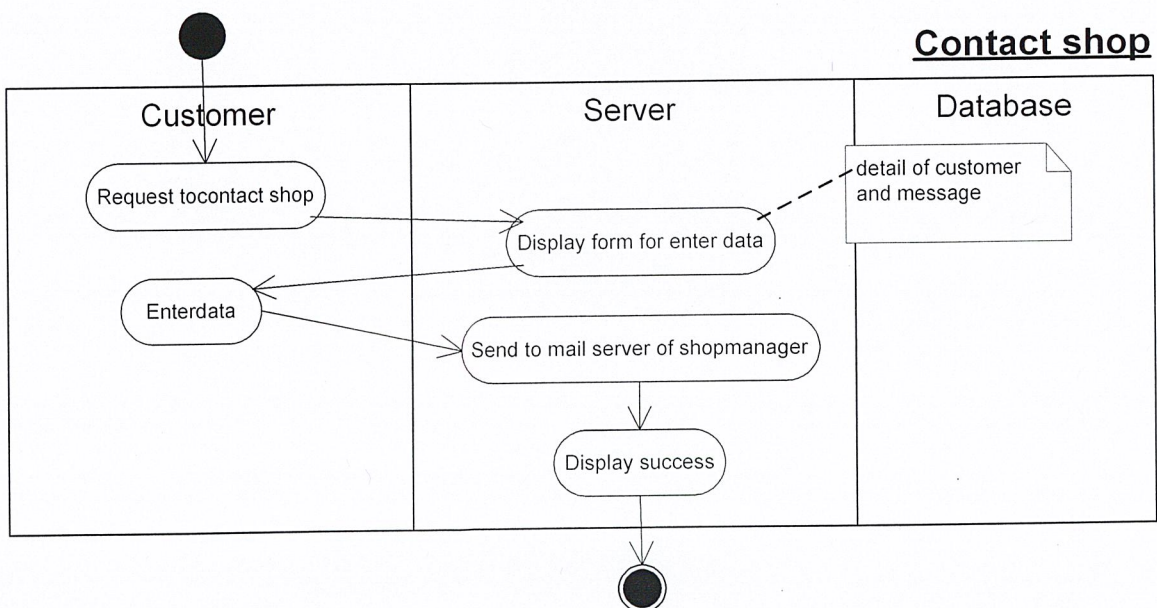 Contact shop
Customer
Server
Database
Request tocontact shop
detail of customer
and message
Display form for enter data
Enterdata
Send to mail server of shopmanager
Display success